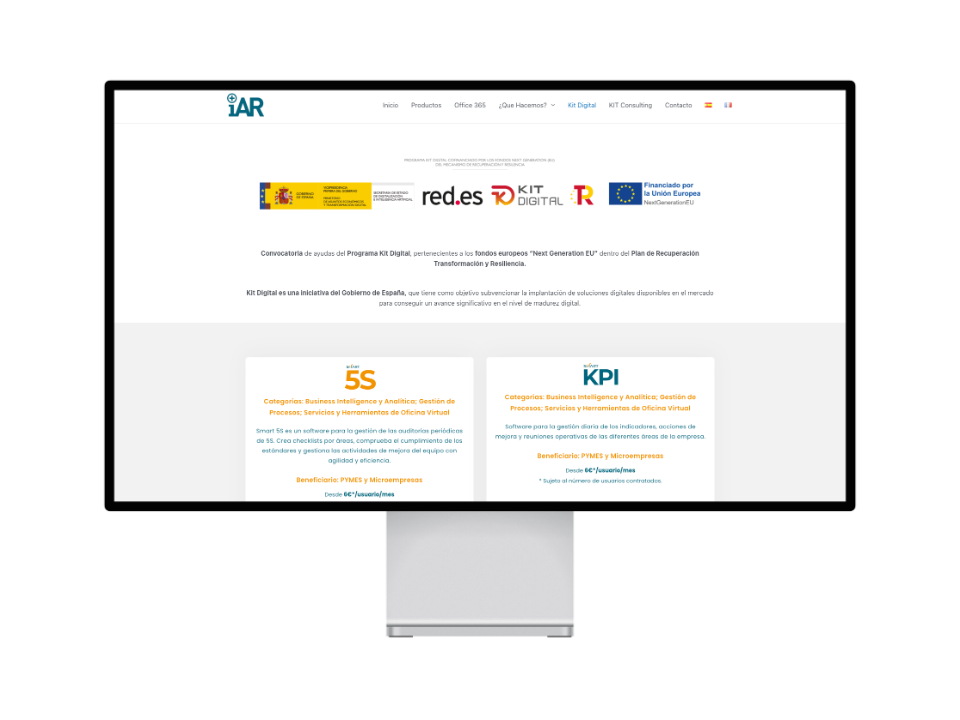 iAR
Inicio Productos Office 365 ¿Que Hacemos? Kit Digital KIT Consulting Contacto
PROGRAMA KIT DIGITAL COFINANCIADO POR LOS FONDOS NEXT GENERATION (EU)
DEL MECANISMO DE RECUPERACIÓN Y RESILIENCIA
GOBIERNO
DE ESPAÑA
VICEPRESIDENCIA
PRIMERA DEL GOBIERNO
MINISTERIO
DE ASUNTOS ECONÓMICOS
Y TRANSFORMACIÓN DIGITAL
SECRETARÍA DE ESTADO
DE DIGITALIZACIÓN
E INTELIGENCIA ARTIFICIAL
red.es
KIT
DIGITAL
Financiado por
la Unión Europea
NextGenerationEU
Convocatoria de ayudas del Programa Kit Digital, pertenecientes a los fondos europeos "Next Generation EU" dentro del Plan de Recuperación
Transformación y Resiliencia.
Kit Digital es una iniciativa del Gobierno de España, que tiene como objetivo subvencionar la implantación de soluciones digitales disponibles en el mercado
para conseguir un avance significativo en el nivel de madurez digital.
5S
Categorías: Business Intelligence y Analítica; Gestión de
Procesos; Servicios y Herramientas de Oficina Virtual
Smart 5S es un software para la gestión de las auditorías periódicas
de 5S. Crea checklists por áreas, comprueba el cumplimiento de los
estándares y gestiona las actividades de mejora del equipo con
agilidad y eficiencia.
Beneficiario: PYMES y Microempresas
Desde 6€*/usuario/mes
KPI
Categorías: Business Intelligence y Analítica; Gestión de
Procesos; Servicios y Herramientas de Oficina Virtual
Software para la gestión diaria de los indicadores, acciones de
mejora y reuniones operativas de las diferentes áreas de la empresa.
Beneficiario: PYMES y Microempresas
Desde 6€*/usuario/mes
* Sujeto al número de usuarios contratados.